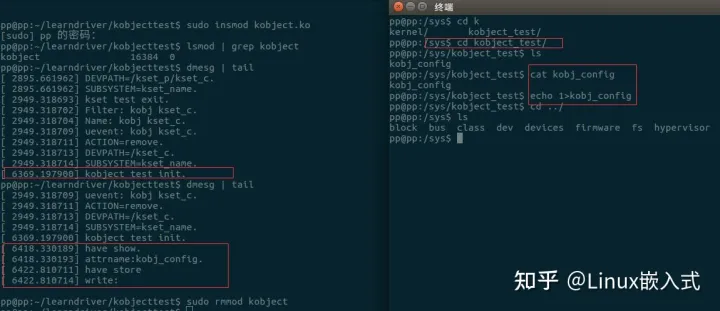 pp@pp:~/learndriver/kobjecttest$ sudo insmod kobject.ko
[sudo] pp 的密码:
pp@pp:~/learndriver/kobjecttest$ lsmod | grep kobject
kobject 16384 0
pp@pp:~/learndriver/kobjecttest$ dmesg | tail
[ 2895.661962] DEVPATH=/kset_p/kset_c.
[ 2895.661962] SUBSYSTEM=kset_name.
[ 2949.318693] kset test exit.
[ 2949.318702] Filter: kobj kset_c.
[ 2949.318704] Name: kobj kset_c.
[ 2949.318709] uevent: kobj kset_c.
[ 2949.318711] ACTION=remove.
[ 2949.318713] DEVPATH=/kset_c.
[ 2949.318714] SUBSYSTEM=kset_name.
[ 6369.197900] kobject test init.
pp@pp:~/learndriver/kobjecttest$ dmesg | tail
[ 2949.318709] uevent: kobj kset_c.
[ 2949.318711] ACTION=remove.
[ 2949.318713] DEVPATH=/kset_c.
[ 2949.318714] SUBSYSTEM=kset_name.
[ 6369.197900] kobject test init.
[ 6418.330189] have show.
[ 6418.330193] attrname:kobj_config.
[ 6422.810711] have store
[ 6422.810714] write:
pp@pp:~/learndriver/kobjecttest$ sudo rmmod kobject
终端
pp@pp:/sys$ cd k
kernel/ kobject_test/
pp@pp:/sys$ cd kobject_test/
pp@pp:/sys/kobject_test$ ls
kobj_config
pp@pp:/sys/kobject_test$ cat kobj_config
kobj_config
pp@pp:/sys/kobject_test$ echo 1>kobj_config
pp@pp:/sys/kobject_test$ cd ../
pp@pp:/sys$ ls
block bus class dev devices firmware fs hypervisor
pp@pp:/sys$
知乎 @Linux嵌入式